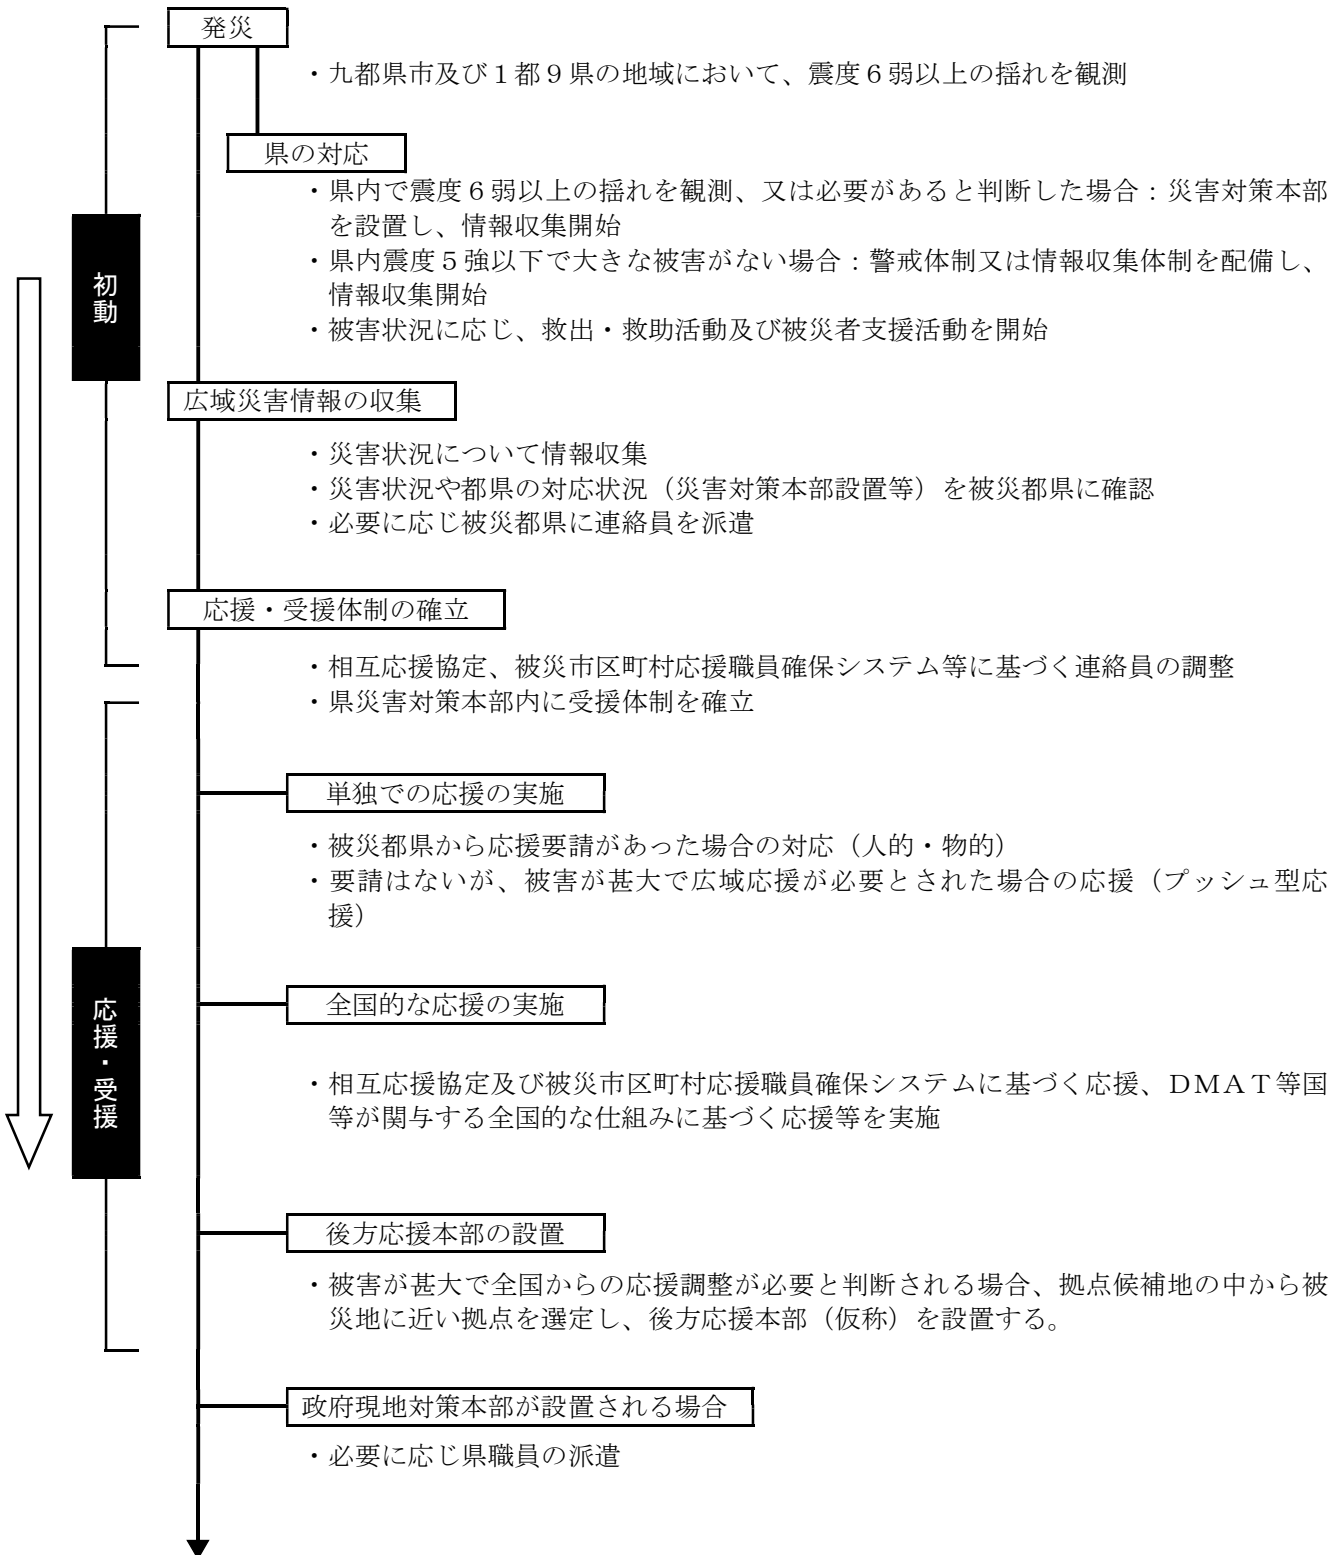 発災
・九都県市及び１都９県の地域において、震度６弱以上の揺れを観測
県の対応
・県内で震度６弱以上の揺れを観測、又は必要があると判断した場合：災害対策本部
を設置し、情報収集開始
・県内震度５強以下で大きな被害がない場合：警戒体制又は情報収集体制を配備し、
情報収集開始
・被害状況に応じ、救出・救助活動及び被災者支援活動を開始
初動
広域災害情報の収集
・災害状況について情報収集
・災害状況や都県の対応状況（災害対策本部設置等）を被災都県に確認
・必要に応じ被災都県に連絡員を派遣
応援・受援体制の確立
・相互応援協定、被災市区町村応援職員確保システム等に基づく連絡員の調整
・県災害対策本部内に受援体制を確立
単独での応援の実施
・被災都県から応援要請があった場合の対応（人的・物的）
・要請はないが、被害が甚大で広域応援が必要とされた場合の応援（プッシュ型応
援）
応援・受援
全国的な応援の実施
・相互応援協定及び被災市区町村応援職員確保システムに基づく応援、ＤＭＡＴ等国
等が関与する全国的な仕組みに基づく応援等を実施
後方応援本部の設置
・被害が甚大で全国からの応援調整が必要と判断される場合、拠点候補地の中から被
災地に近い拠点を選定し、後方応援本部（仮称）を設置する。
政府現地対策本部が設置される場合
・必要に応じ県職員の派遣